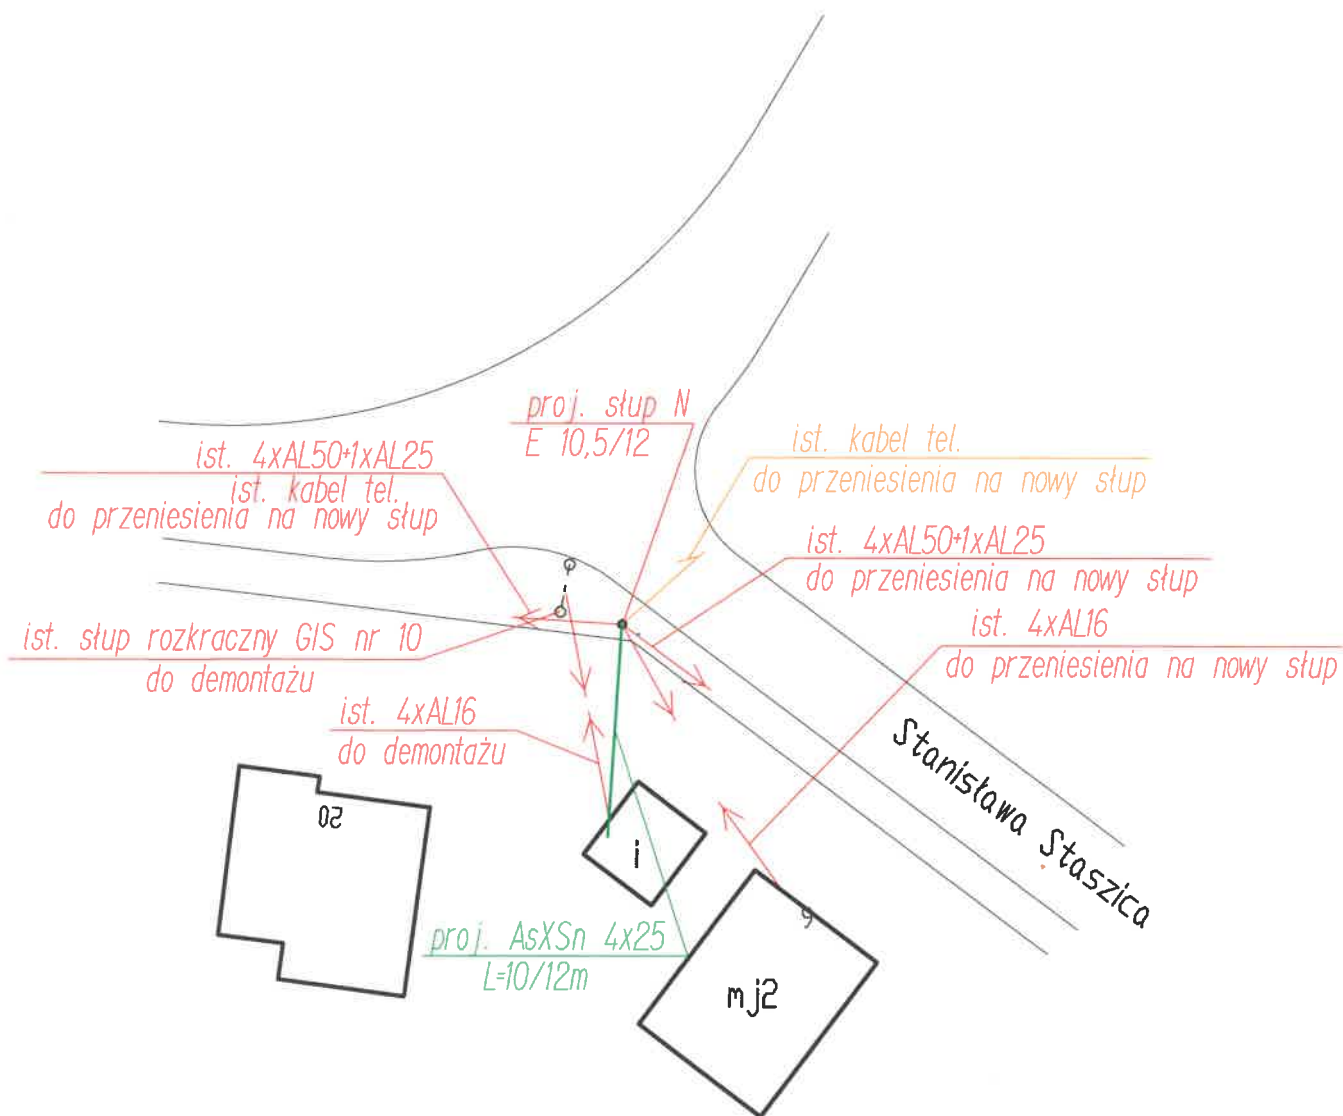 proj. słup N
E 10,5/12
ist. 4xAL50+1xAL25
ist. kabel tel.
do przeniesienia na nowy słup
ist. kabel tel.
do przeniesienia na nowy słup
ist. 4xAL50+1xAL25
do przeniesienia na nowy słup
ist. słup rozkraczny GIS nr 10
do demontażu
ist. 4xAL16
do przeniesienia na nowy słup
ist. 4xAL16
do demontażu
Stanisława Staszica
20
i
9
proj. AsXSn 4x25
L=10/12m
mj2